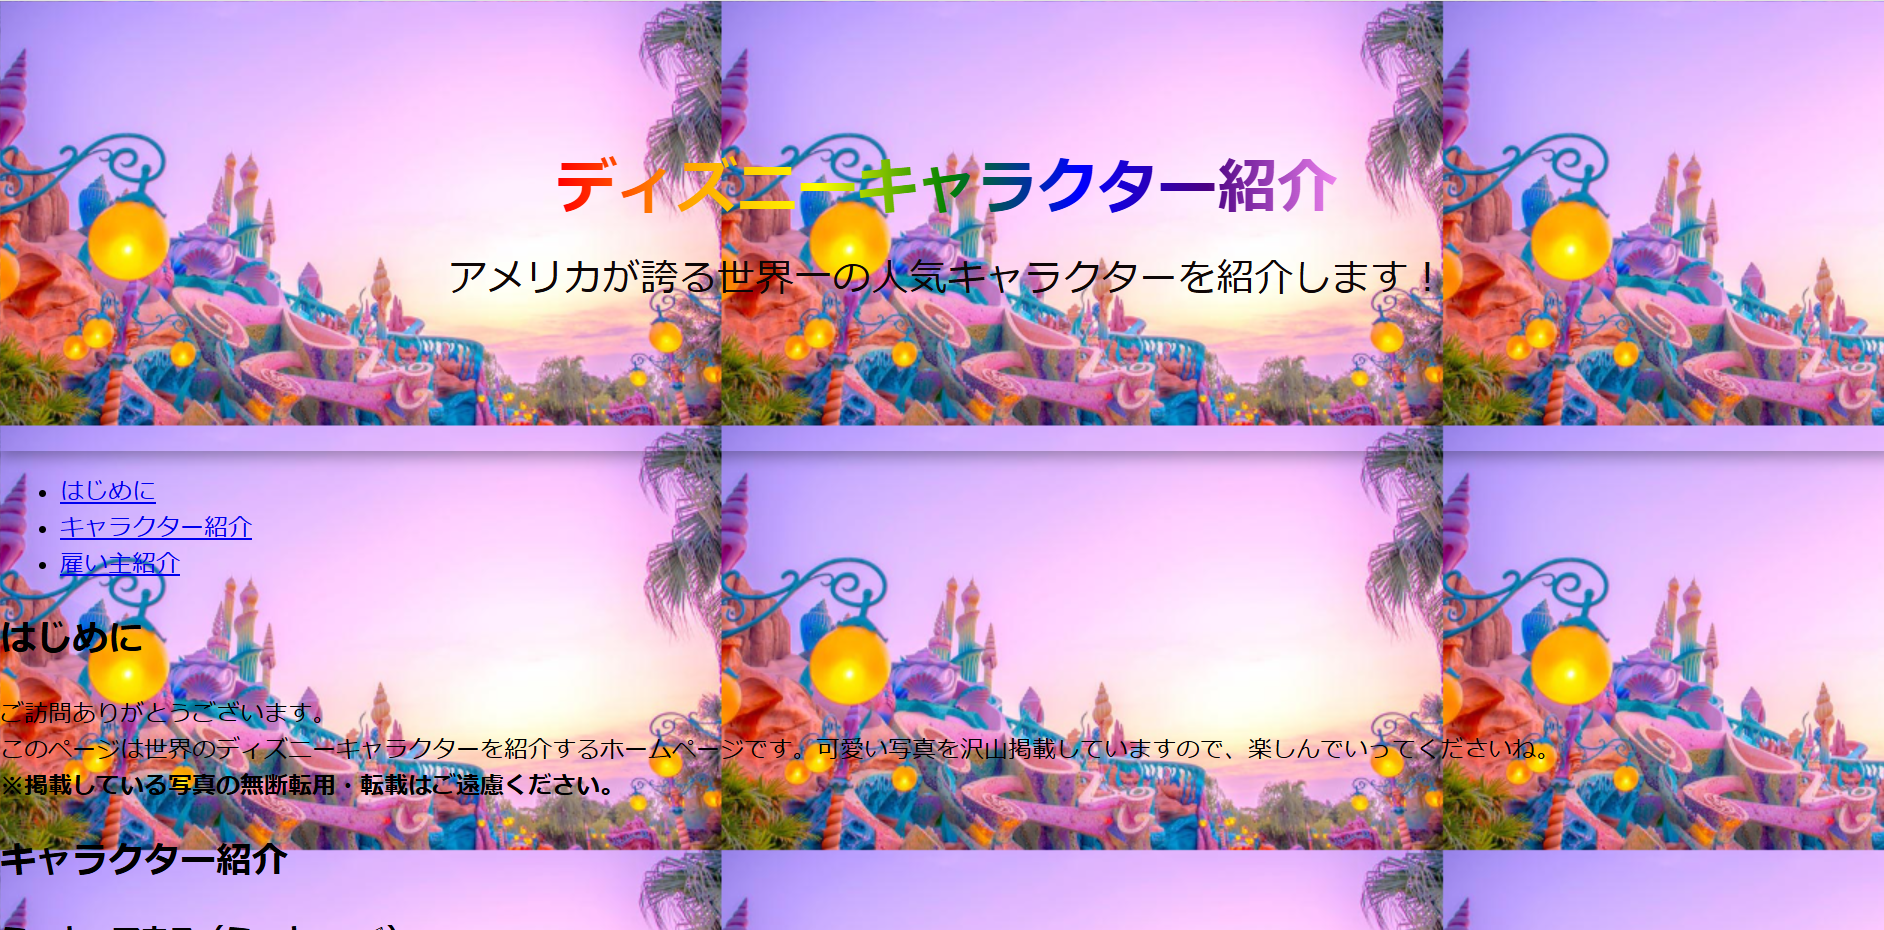 ディズニーキャラクター紹介
アメリカが誇る世界一の人気キャラクターを紹介します！
はじめに
キャラクター紹介
雇い主紹介
はじめに
ご訪問ありがとうございます。
このページは世界のディズニーキャラクターを紹介するホームページです。可愛い写真を沢山掲載していますので、楽しんでいってくださいね。
※掲載している写真の無断転用・転載はご遠慮ください。
キャラクター紹介